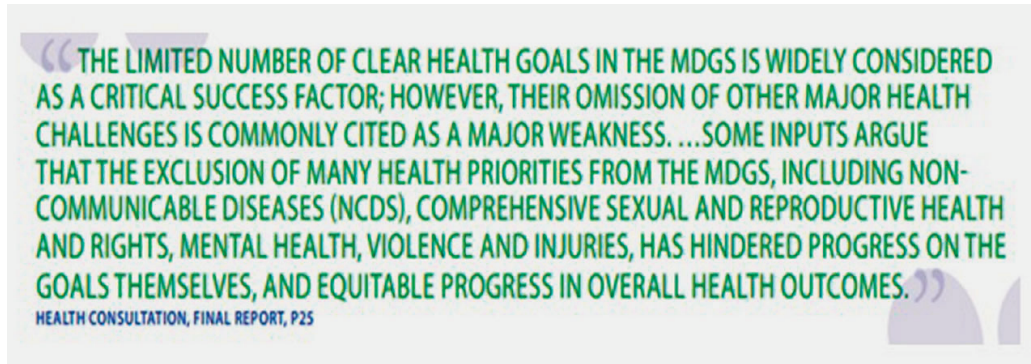 “THE LIMITED NUMBER OF CLEAR HEALTH GOALS IN THE MDGS IS WIDELY CONSIDERED
AS A CRITICAL SUCCESS FACTOR; HOWEVER, THEIR OMISSION OF OTHER MAJOR HEALTH
CHALLENGES IS COMMONLY CITED AS A MAJOR WEAKNESS. ...SOME INPUTS ARGUE
THAT THE EXCLUSION OF MANY HEALTH PRIORITIES FROM THE MDGS, INCLUDING NON-
COMMUNICABLE DISEASES (NCDS), COMPREHENSIVE SEXUAL AND REPRODUCTIVE HEALTH
AND RIGHTS, MENTAL HEALTH, VIOLENCE AND INJURIES, HAS HINDERED PROGRESS ON THE
GOALS THEMSELVES, AND EQUITABLE PROGRESS IN OVERALL HEALTH OUTCOMES.”
HEALTH CONSULTATION, FINAL REPORT, P25